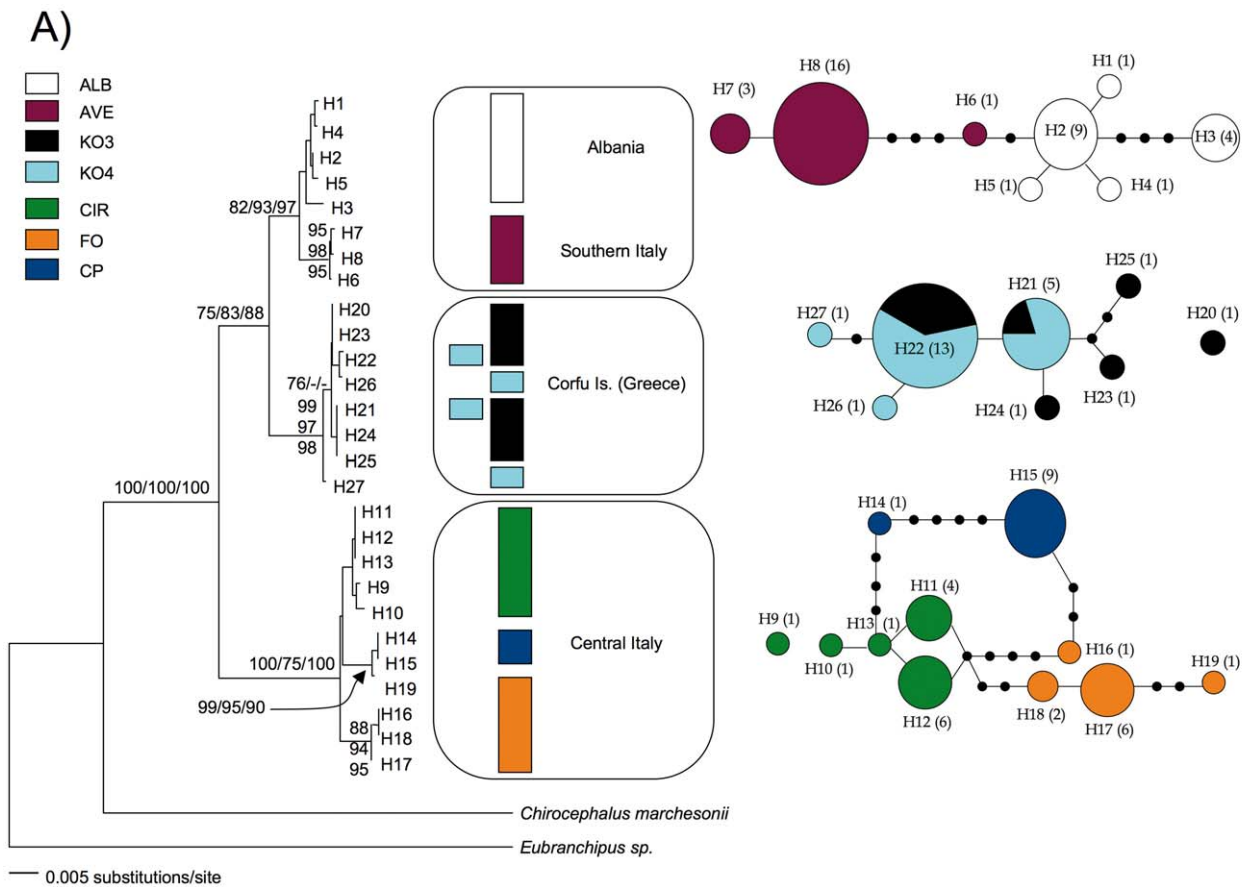 A)
ALB
AVE
KO3
KO4
CIR
FO
CP
H1
H4
H2
H5
H3
H7
H8
H6
H20
H23
H22
H26
H21
H24
H25
H27
H11
H12
H13
H9
H10
H14
H15
H19
H16
H18
H17
82/93/97
95
98
95
75/83/88
76/-/-
99
97
98
100/100/100
100/75/100
99/95/90
88
94
95
Albania
Southern Italy
Corfu Is. (Greece)
Central Italy
Chirocephalus marchesonii
Eubranchipus sp.
0.005 substitutions/site
H7 (3)
H8 (16)
H6 (1)
H1 (1)
H2 (9)
H3 (4)
H5 (1)
H4 (1)
H27 (1)
H22 (13)
H26 (1)
H21 (5)
H25 (1)
H20 (1)
H24 (1)
H23 (1)
H14 (1)
H15 (9)
H9 (1)
H10 (1)
H13 (1)
H11 (4)
H12 (6)
H16 (1)
H18 (2)
H17 (6)
H19 (1)